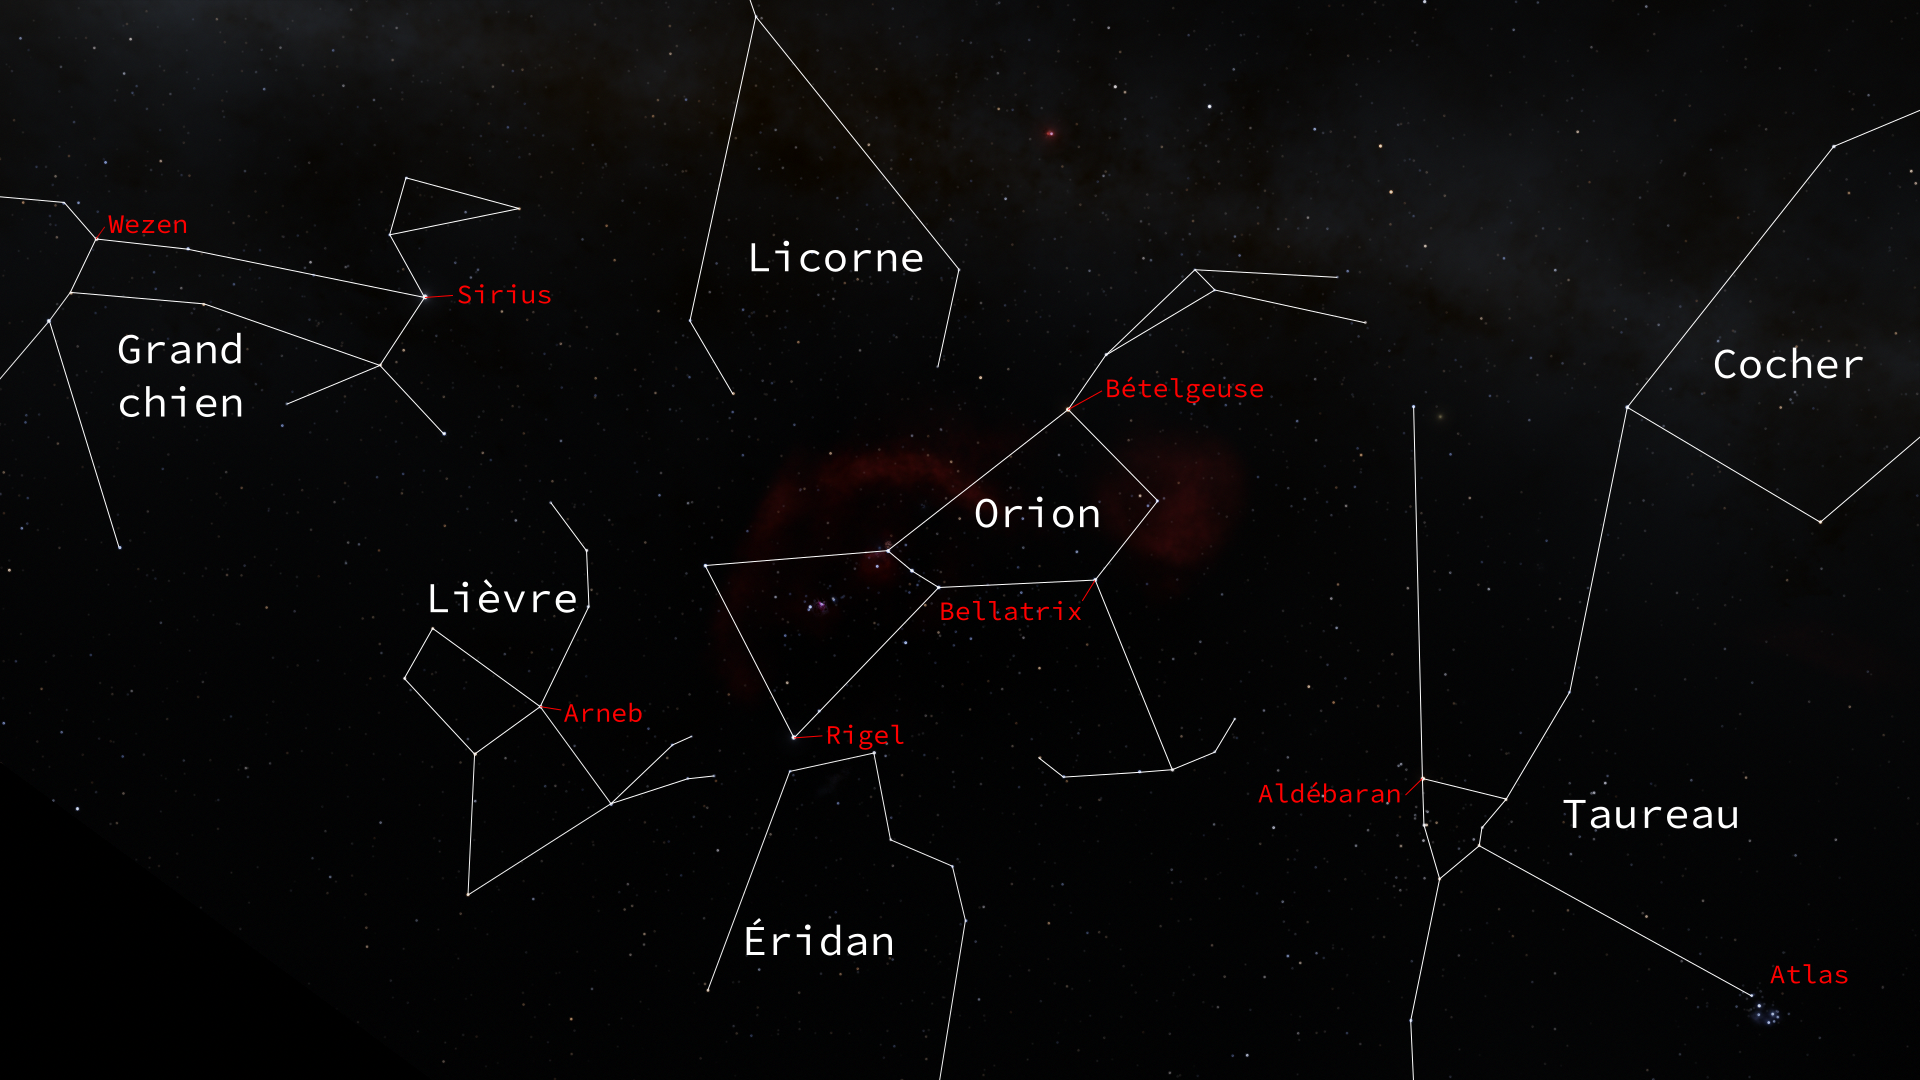 Wezen
Sirius
Grand
chien
Licorne
Bételgeuse
Cocher
Orion
Lièvre
Bellatrix
Arneb
Rigel
Aldébaran
Taureau
Éridan
Atlas